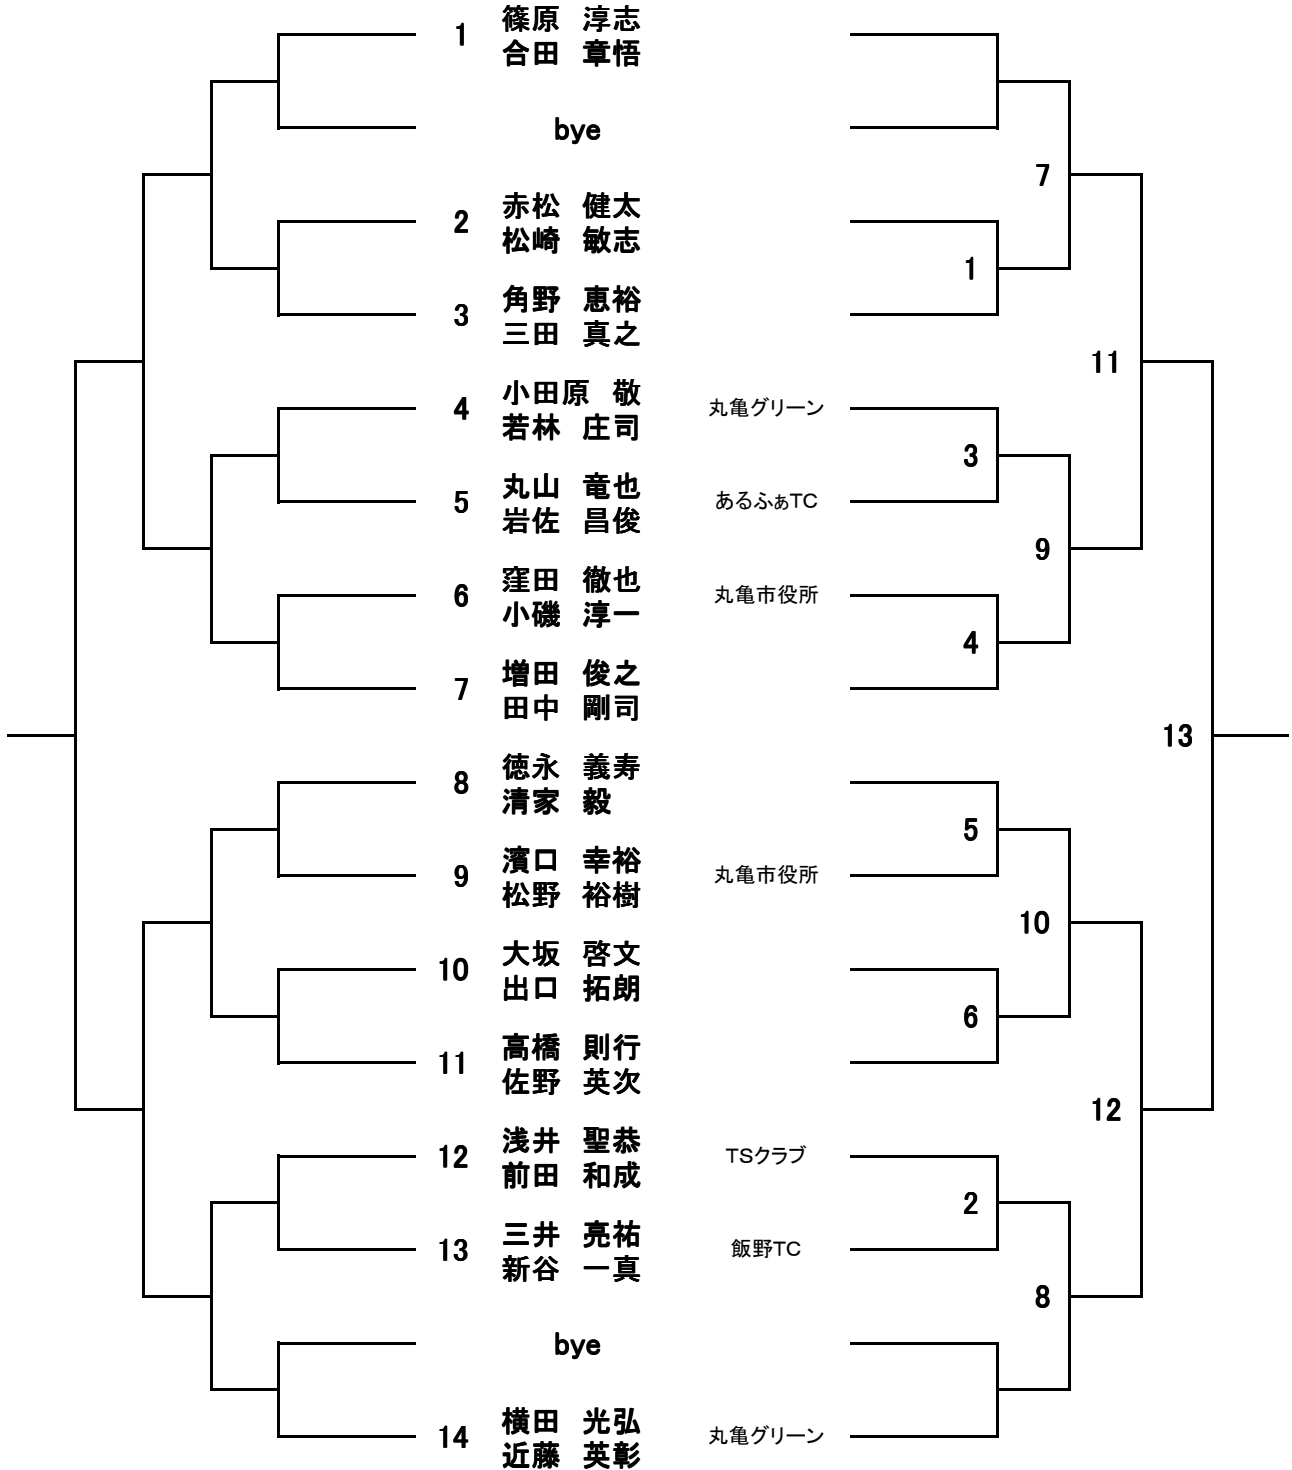 1 篠原 淳志
合田 章悟
bye
7
2 赤松 健太
松崎 敏志
1
3 角野 恵裕
三田 真之
11
4 小田原 敬 丸亀グリーン
若林 庄司
3
5 丸山 竜也 あるふぁTC
岩佐 昌俊
9
6 窪田 徹也 丸亀市役所
小磯 淳一
4
7 増田 俊之
田中 剛司
13
8 徳永 義寿
清家 毅
5
9 濱口 幸裕 丸亀市役所
松野 裕樹
10
10 大坂 啓文
出口 拓朗
6
11 高橋 則行
佐野 英次
12
12 浅井 聖恭 TSクラブ
前田 和成
2
13 三井 亮祐 飯野TC
新谷 一真
8
bye
14 横田 光弘 丸亀グリーン
近藤 英彰